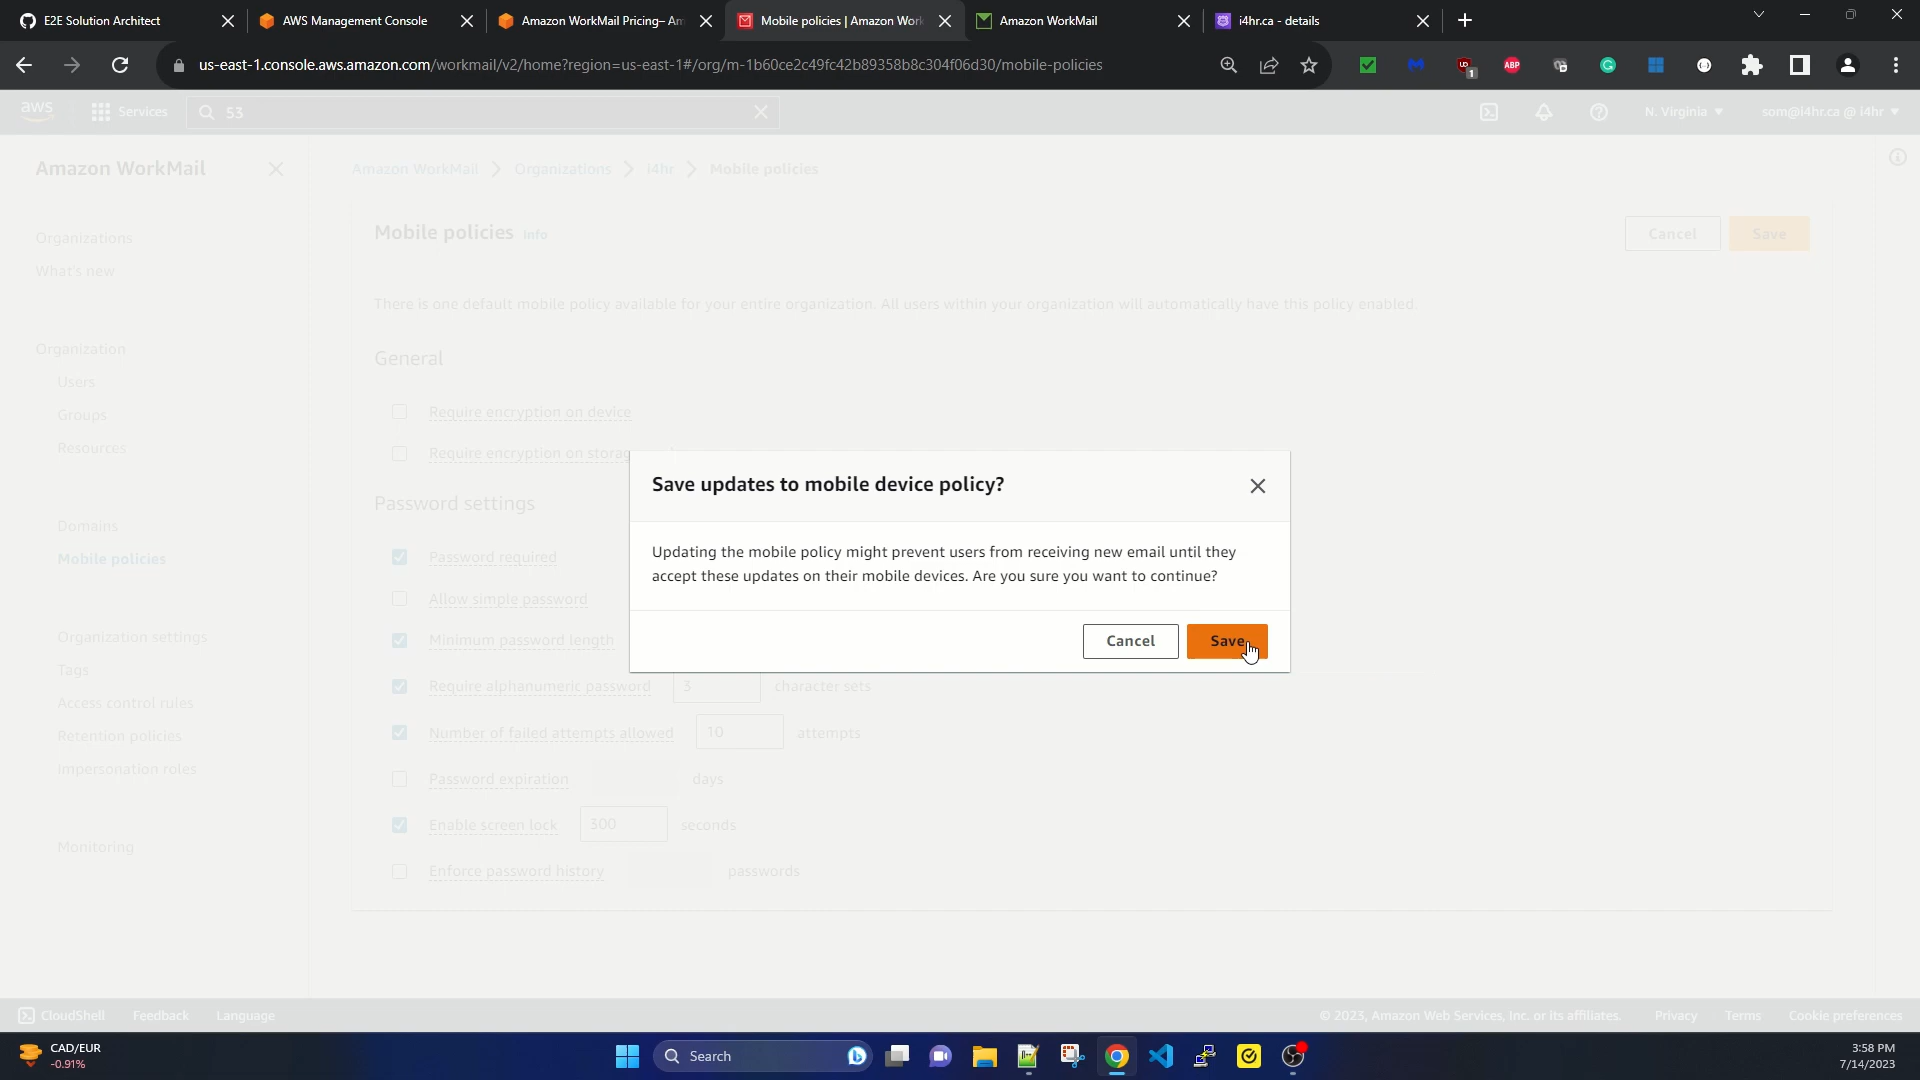 E2E Solution Architect
AWS Management Console
Amazon WorkMail Pricing– Am
Mobile policies | Amazon Work
Amazon WorkMail
i4hr.ca - details
us-east-1.console.aws.amazon.com/workmail/v2/home?region=us-east-1#/org/m-1b60ce2c49fc42b89358b8c304f06d30/mobile-policies
1
ABP
aws
Services
53
N. Virginia
som@i4hr.ca @ i4hr
Amazon WorkMail
Amazon WorkMail
Organizations
i4hr
Mobile policies
Organizations
What's new
Organization
Users
Groups
Resources
Domains
Mobile policies
Organization settings
Tags
Access control rules
Retention policies
Impersonation roles
Monitoring
Mobile policies Info
Cancel
Save
There is one default mobile policy available for your entire organization. All users within your organization will automatically have this policy enabled.
General
Require encryption on device
Require encryption on storag
Password settings
Password required
Allow simple password
Minimum password length
Require alphanumeric password 3 character sets
Number of failed attempts allowed 10 attempts
Password expiration days
Enable screen lock 300 seconds
Enforce password history passwords
Save updates to mobile device policy?
Updating the mobile policy might prevent users from receiving new email until they
accept these updates on their mobile devices. Are you sure you want to continue?
Cancel
Save
CloudShell
Feedback
Language
© 2023, Amazon Web Services, Inc. or its affiliates.
Privacy
Terms
Cookie preferences
CAD/EUR
-0.91%
Search
3:58 PM
7/14/2023